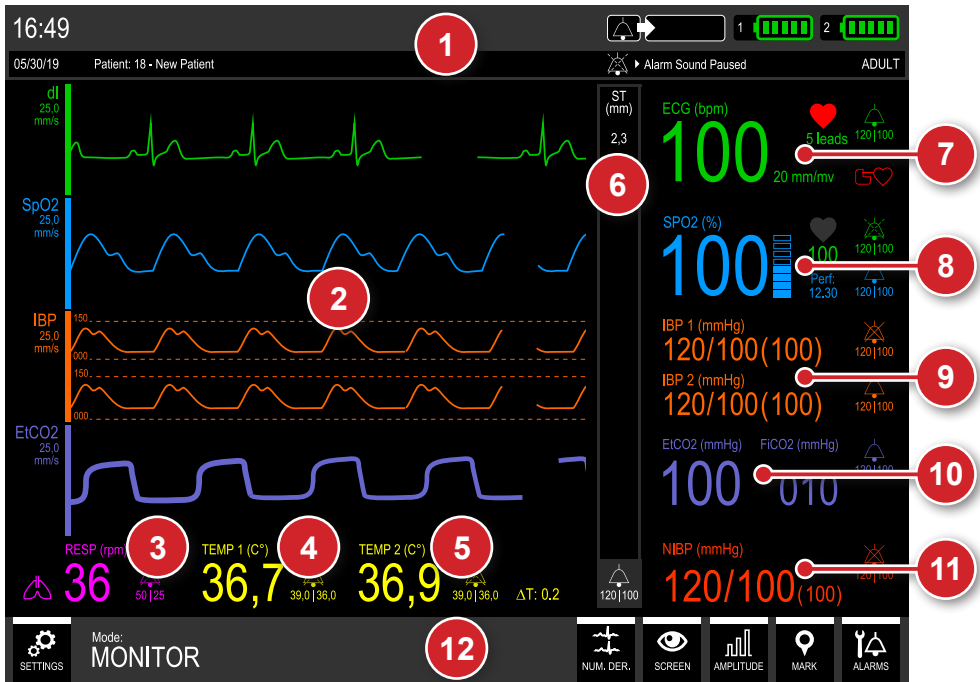 16:49
1
1
2
05/30/19
Patient: 18 - New Patient
Alarm Sound Paused
ADULT
dI
25,0
mm/s
ST
(mm)
2,3
6
ECG (bpm)
100
5 leads
20 mm/mv
120|100
7
SpO2
25,0
mm/s
2
SPO2 (%)
100
100
Perf:
12.30
120|100
120|100
8
IBP
25,0
mm/s
150
000
150
000
IBP 1 (mmHg)
120/100(100)
120|100
IBP 2 (mmHg)
120/100(100)
120|100
9
EtCO2
25,0
mm/s
EtCO2 (mmHg)
100
FiCO2 (mmHg)
010
120|100
10
RESP (rpm)
36
50|25
3
TEMP 1 (C°)
36,7
39,0|36,0
4
TEMP 2 (C°)
36,9
39,0|36,0
5
ΔT: 0.2
120|100
NIBP (mmHg)
120/100(100)
120|100
11
SETTINGS
Mode:
MONITOR
12
NUM. DER.
SCREEN
AMPLITUDE
MARK
ALARMS